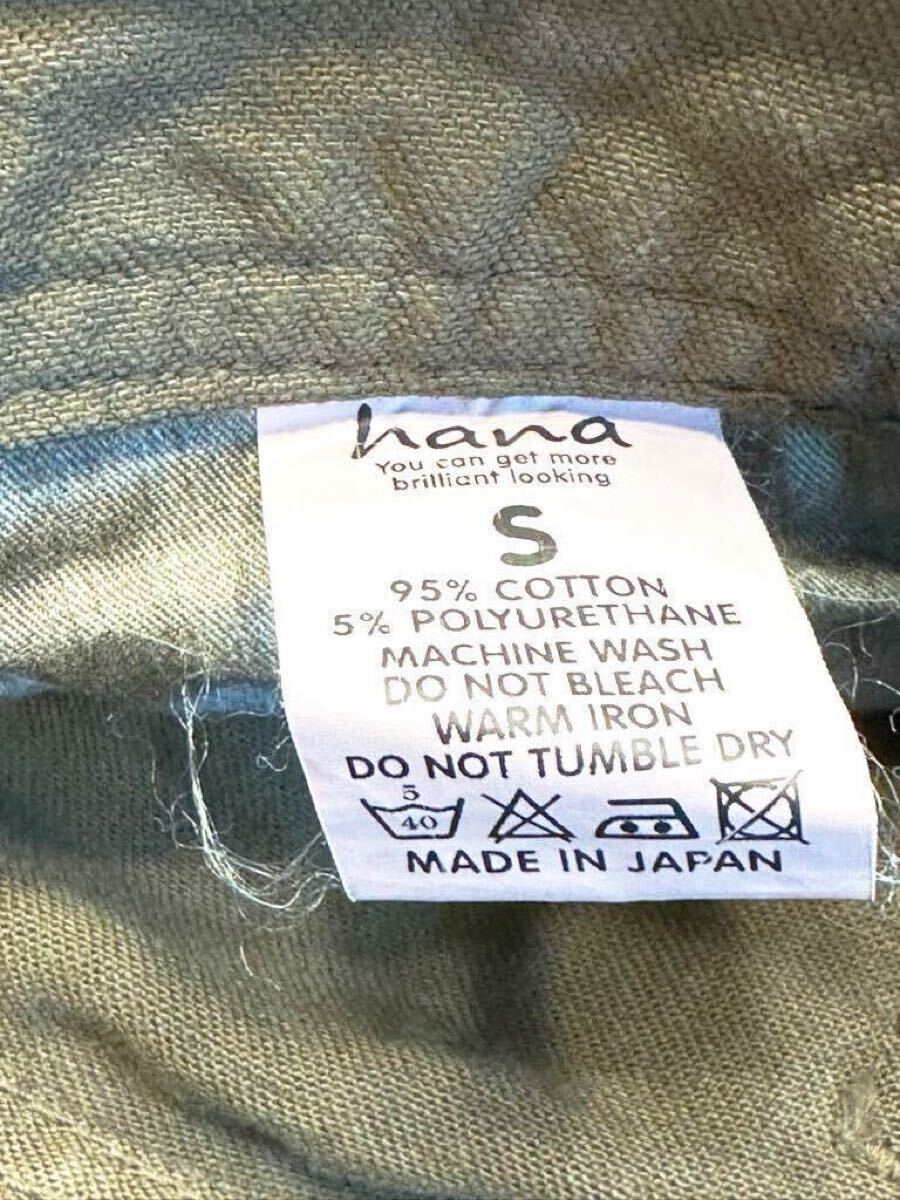 hana
You can get more
brilliant looking
S
95% COTTON
5% POLYURETHANE
MACHINE WASH
DO NOT BLEACH
WARM IRON
DO NOT TUMBLE DRY
5
40
MADE IN JAPAN